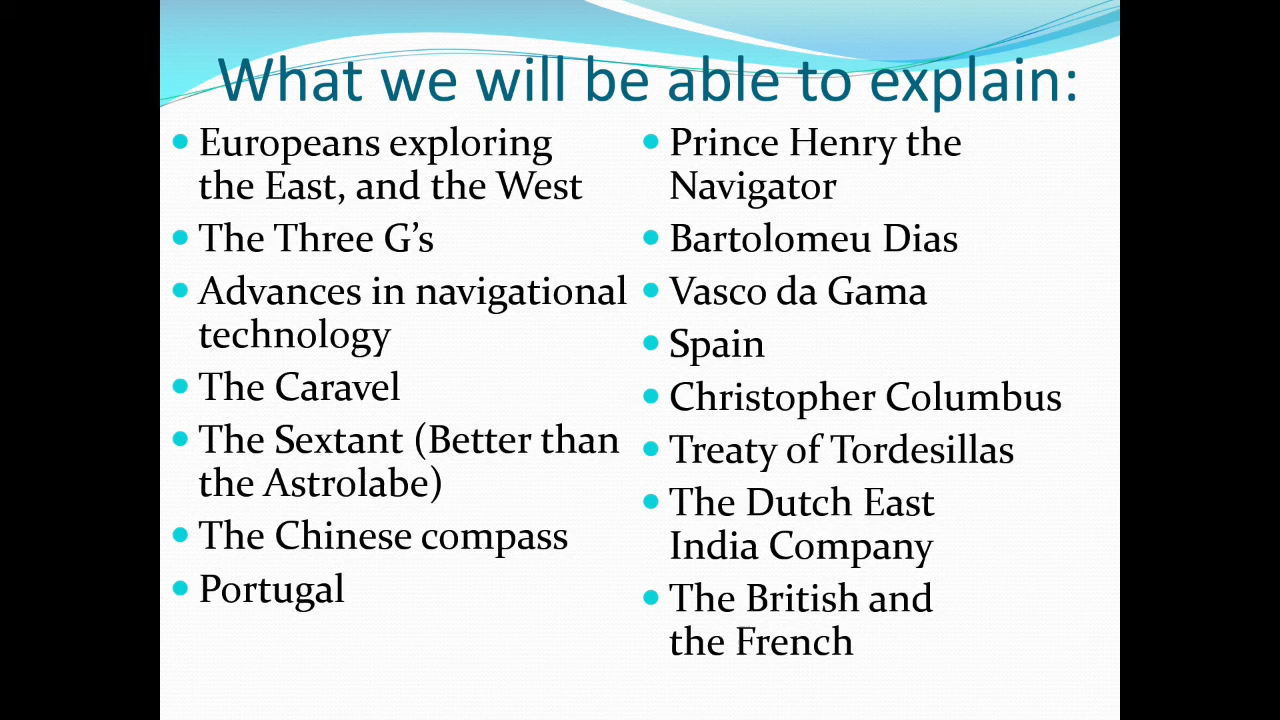 What we will be able to explain:
• Europeans exploring
the East, and the West
• The Three G's
• Advances in navigational
technology
• The Caravel
• The Sextant (Better than
the Astrolabe)
• The Chinese compass
• Portugal
• Prince Henry the
Navigator
• Bartolomeu Dias
• Vasco da Gama
• Spain
• Christopher Columbus
• Treaty of Tordesillas
• The Dutch East
India Company
• The British and
the French